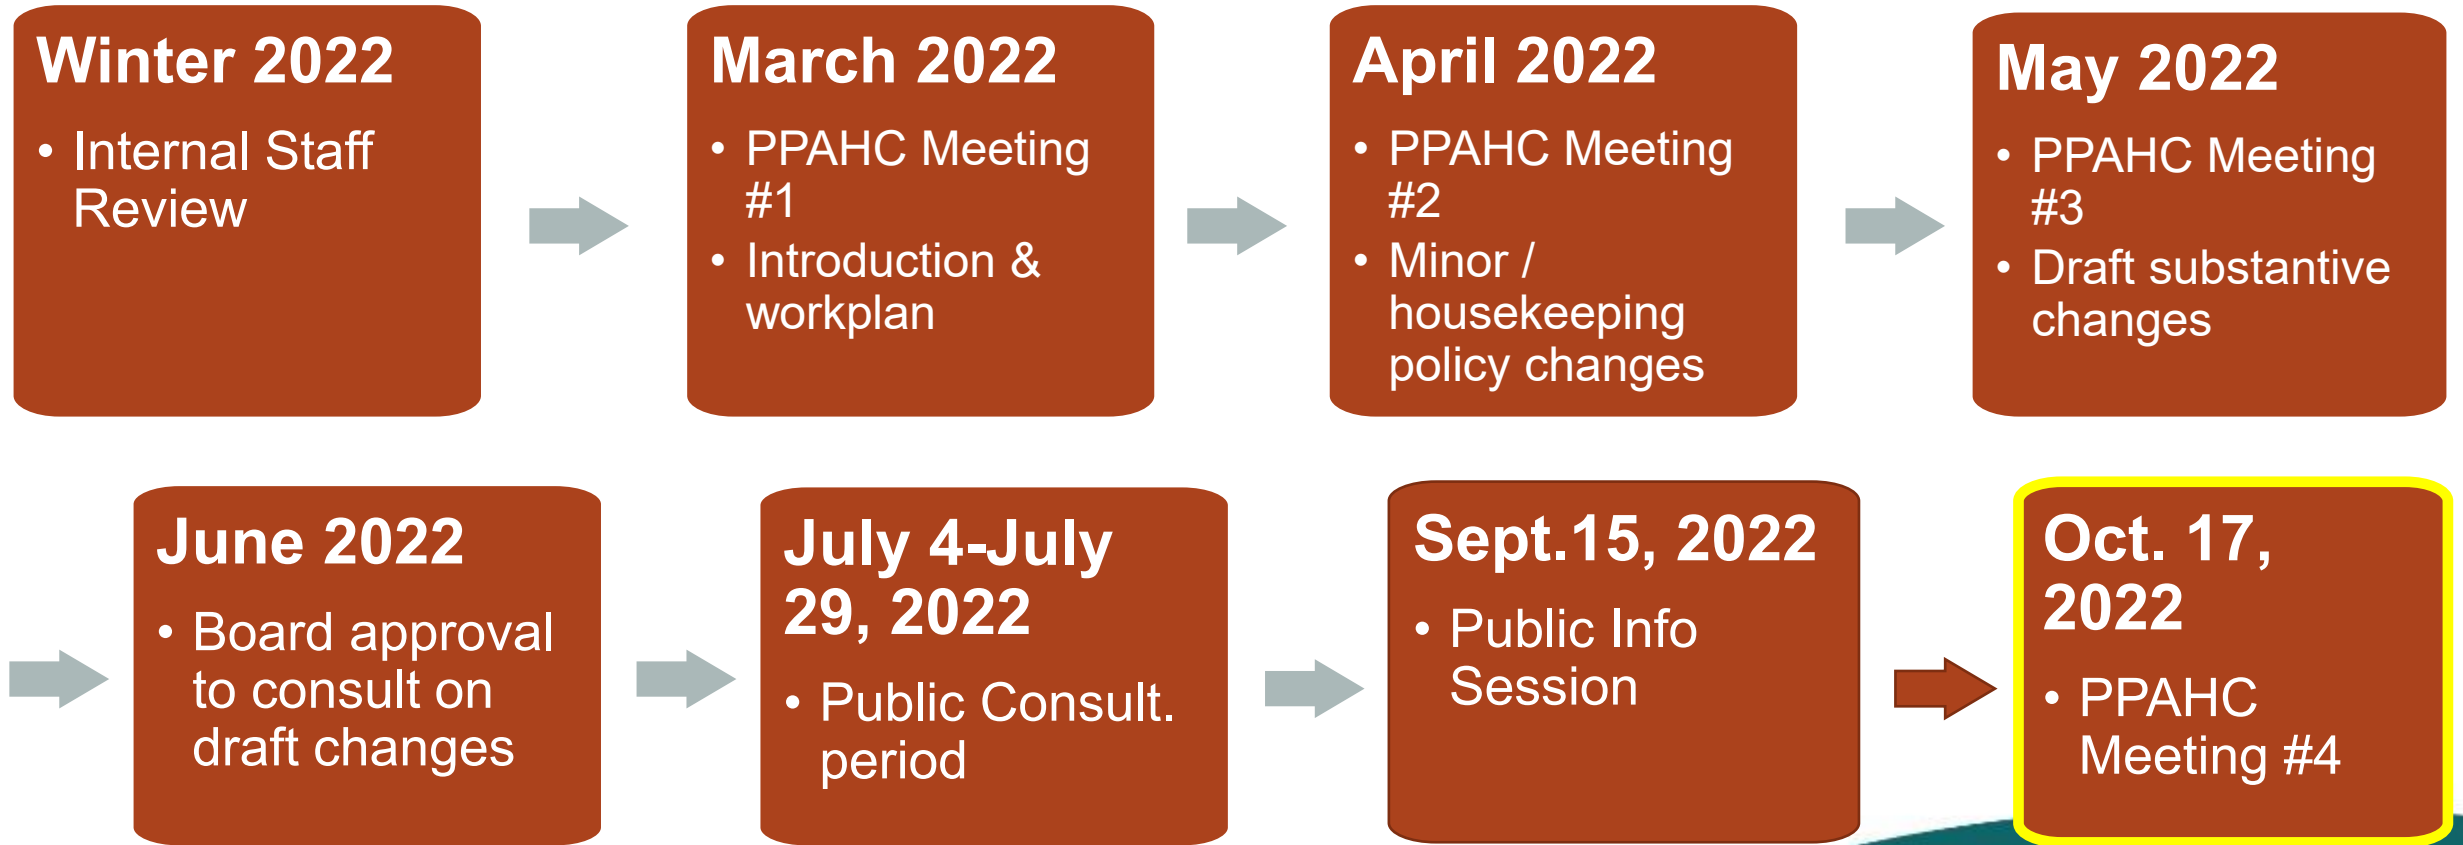 Winter 2022
• Internal Staff
Review
March 2022
• PPAHC Meeting
#1
• Introduction &
workplan
April 2022
• PPAHC Meeting
#2
• Minor /
housekeeping
policy changes
May 2022
• PPAHC Meeting
#3
• Draft substantive
changes
June 2022
• Board approval
to consult on
draft changes
July 4-July
29, 2022
• Public Consult.
period
Sept.15, 2022
• Public Info
Session
Oct. 17,
2022
• PPAHC
Meeting #4